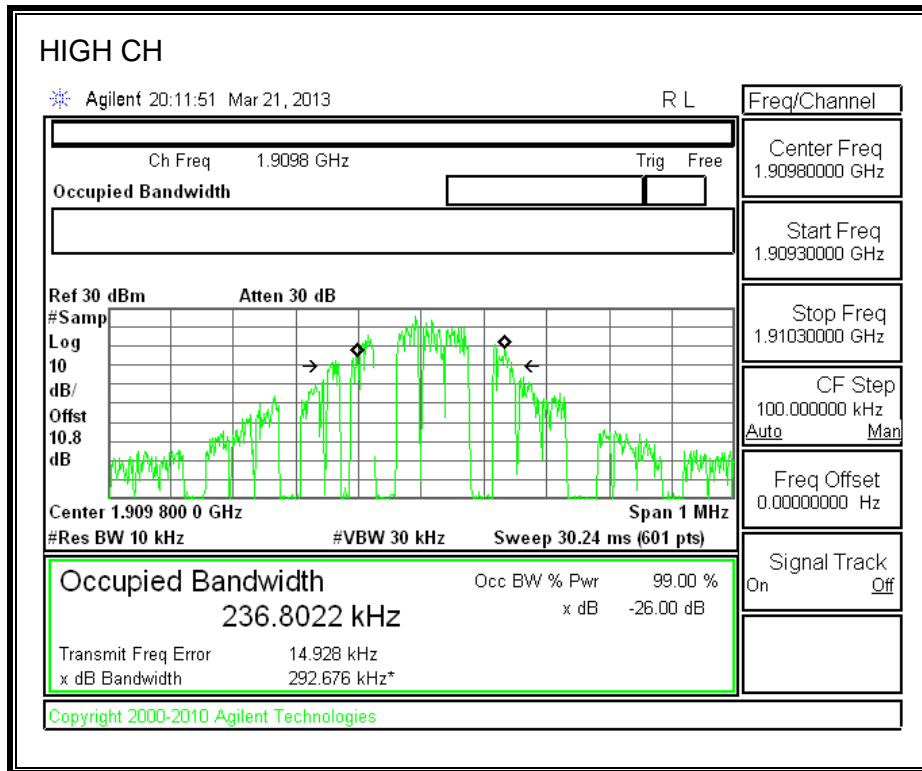 HIGH CH
Agilent 20:11:51 Mar 21, 2013 R L
Freq/Channel
Ch Freq 1.9098 GHz Trig Free
Occupied Bandwidth
Center Freq
1.90980000 GHz
Start Freq
1.90930000 GHz
Stop Freq
1.91030000 GHz
CF Step
100.000000 kHz
Auto Man
Freq Offset
0.00000000 Hz
Signal Track
On Off
Ref 30 dBm Atten 30 dB
#Samp
Log
10
dB/
Offst
10.8
dB
Center 1.909 800 0 GHz Span 1 MHz
#Res BW 10 kHz #VBW 30 kHz Sweep 30.24 ms (601 pts)
Occupied Bandwidth Occ BW % Pwr 99.00 %
236.8022 kHz x dB -26.00 dB
Transmit Freq Error 14.928 kHz
x dB Bandwidth 292.676 kHz*
Copyright 2000-2010 Agilent Technologies